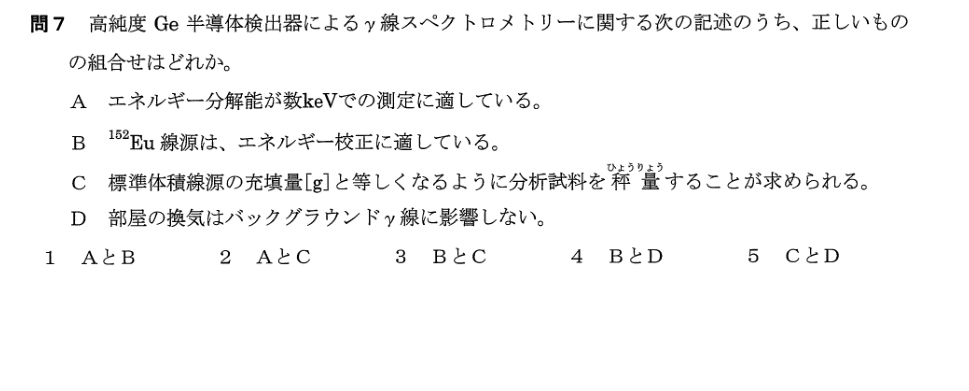 問７ 高純度 Ge 半導体検出器によるγ線スペクトロメトリーに関する次の記述のうち、正しいもの
の組合せはどれか。
A エネルギー分解能が数keVでの測定に適している。
B ¹⁵²Eu 線源は、エネルギー校正に適している。
ひょうりょう
C 標準体積線源の充填量[g]と等しくなるように分析試料を秤量することが求められる。
D 部屋の換気はバックグラウンドγ線に影響しない。
1 AとB 2 AとC 3 BとC 4 BとD 5 CとD